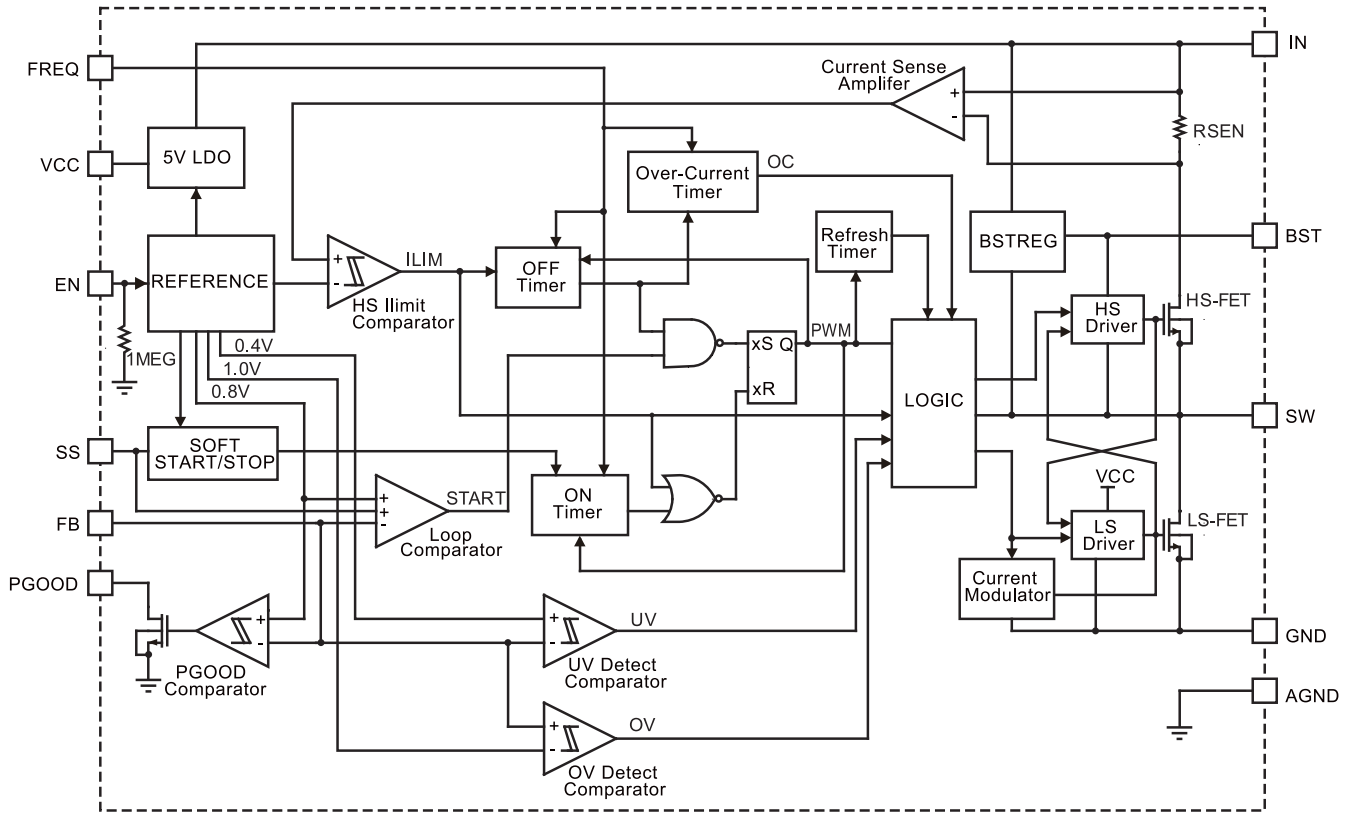 IN
FREQ
Current Sense
Amplifer
+
-
RSEN
VCC
5V LDO
Over-Current
Timer
OC
BST
BSTREG
Refresh
Timer
EN
REFERENCE
+
-
ILIM
HS Ilimit
Comparator
OFF
Timer
HS
Driver
HS-FET
1MEG
0.4V
1.0V
0.8V
xS Q
xR
PWM
LOGIC
SW
SS
SOFT
START/STOP
VCC
+
+
-
START
Loop
Comparator
ON
Timer
LS
Driver
LS-FET
FB
PGOOD
Current
Modulator
+
-
PGOOD
Comparator
+
-
UV
UV Detect
Comparator
GND
AGND
+
-
OV
OV Detect
Comparator